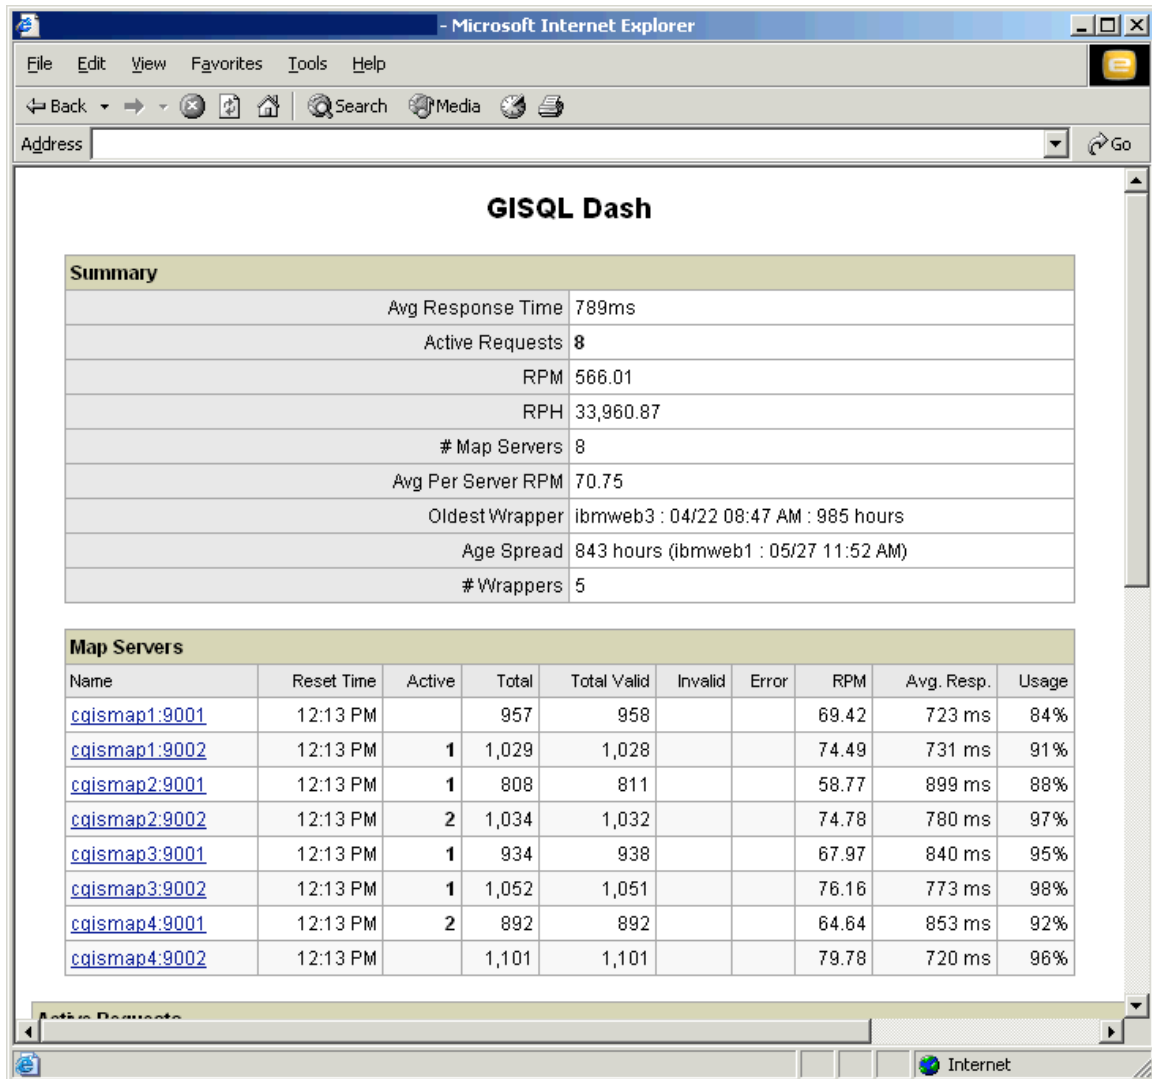 - Microsoft Internet Explorer
File Edit View Favorites Tools Help
Back Search Media
Address Go
GISQL Dash
Summary
Avg Response Time 789ms
Active Requests 8
RPM 566.01
RPH 33,960.87
# Map Servers 8
Avg Per Server RPM 70.75
Oldest Wrapper ibmweb3 : 04/22 08:47 AM : 985 hours
Age Spread 843 hours (ibmweb1 : 05/27 11:52 AM)
# Wrappers 5
Map Servers
Name Reset Time Active Total Total Valid Invalid Error RPM Avg. Resp. Usage
cgismap1:9001 12:13 PM 957 958 69.42 723 ms 84%
cgismap1:9002 12:13 PM 1 1,029 1,028 74.49 731 ms 91%
cgismap2:9001 12:13 PM 1 808 811 58.77 899 ms 88%
cgismap2:9002 12:13 PM 2 1,034 1,032 74.78 780 ms 97%
cgismap3:9001 12:13 PM 1 934 938 67.97 840 ms 95%
cgismap3:9002 12:13 PM 1 1,052 1,051 76.16 773 ms 98%
cgismap4:9001 12:13 PM 2 892 892 64.64 853 ms 92%
cgismap4:9002 12:13 PM 1,101 1,101 79.78 720 ms 96%
Active Requests
Internet